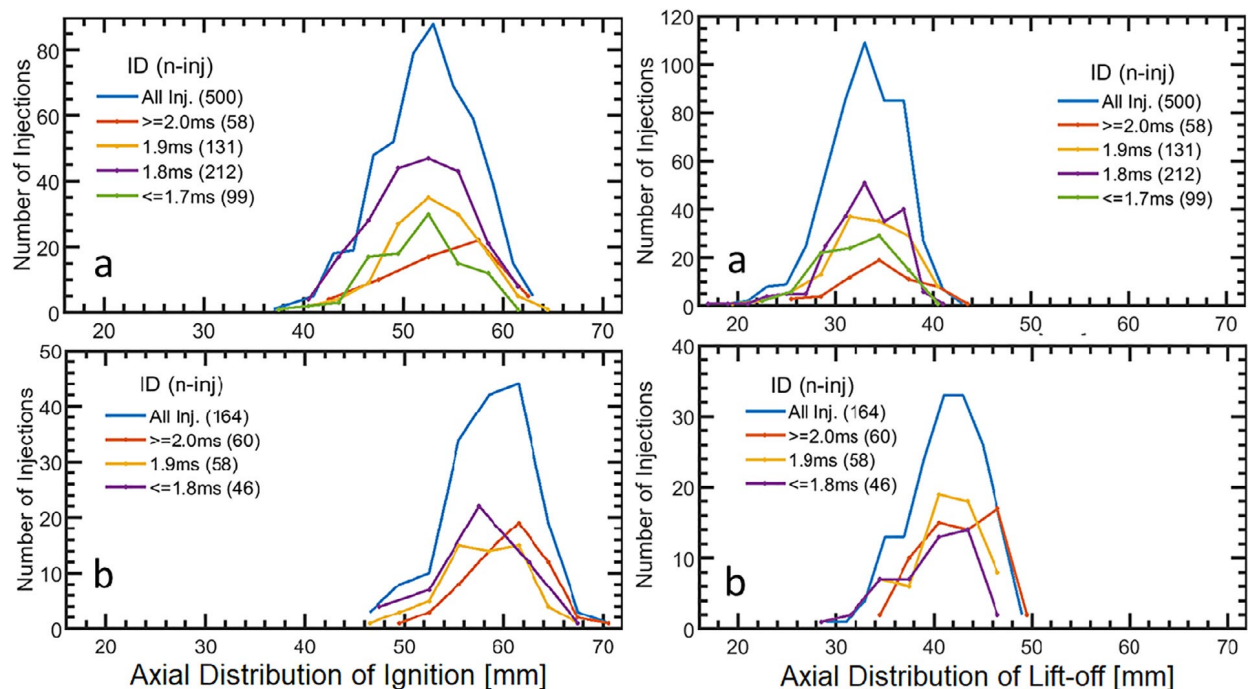 Number of Injections
80
60
40
20
0
ID (n-inj)
All Inj. (500)
>=2.0ms (58)
1.9ms (131)
1.8ms (212)
<=1.7ms (99)
a
20 30 40 50 60 70
Number of Injections
120
100
80
60
40
20
0
ID (n-inj)
All Inj. (500)
>=2.0ms (58)
1.9ms (131)
1.8ms (212)
<=1.7ms (99)
a
20 30 40 50 60 70
Number of Injections
50
40
30
20
10
0
ID (n-inj)
All Inj. (164)
>=2.0ms (60)
1.9ms (58)
<=1.8ms (46)
b
20 30 40 50 60 70
Axial Distribution of Ignition [mm]
Number of Injections
40
30
20
10
0
ID (n-inj)
All Inj. (164)
>=2.0ms (60)
1.9ms (58)
<=1.8ms (46)
b
20 30 40 50 60 70
Axial Distribution of Lift-off [mm]